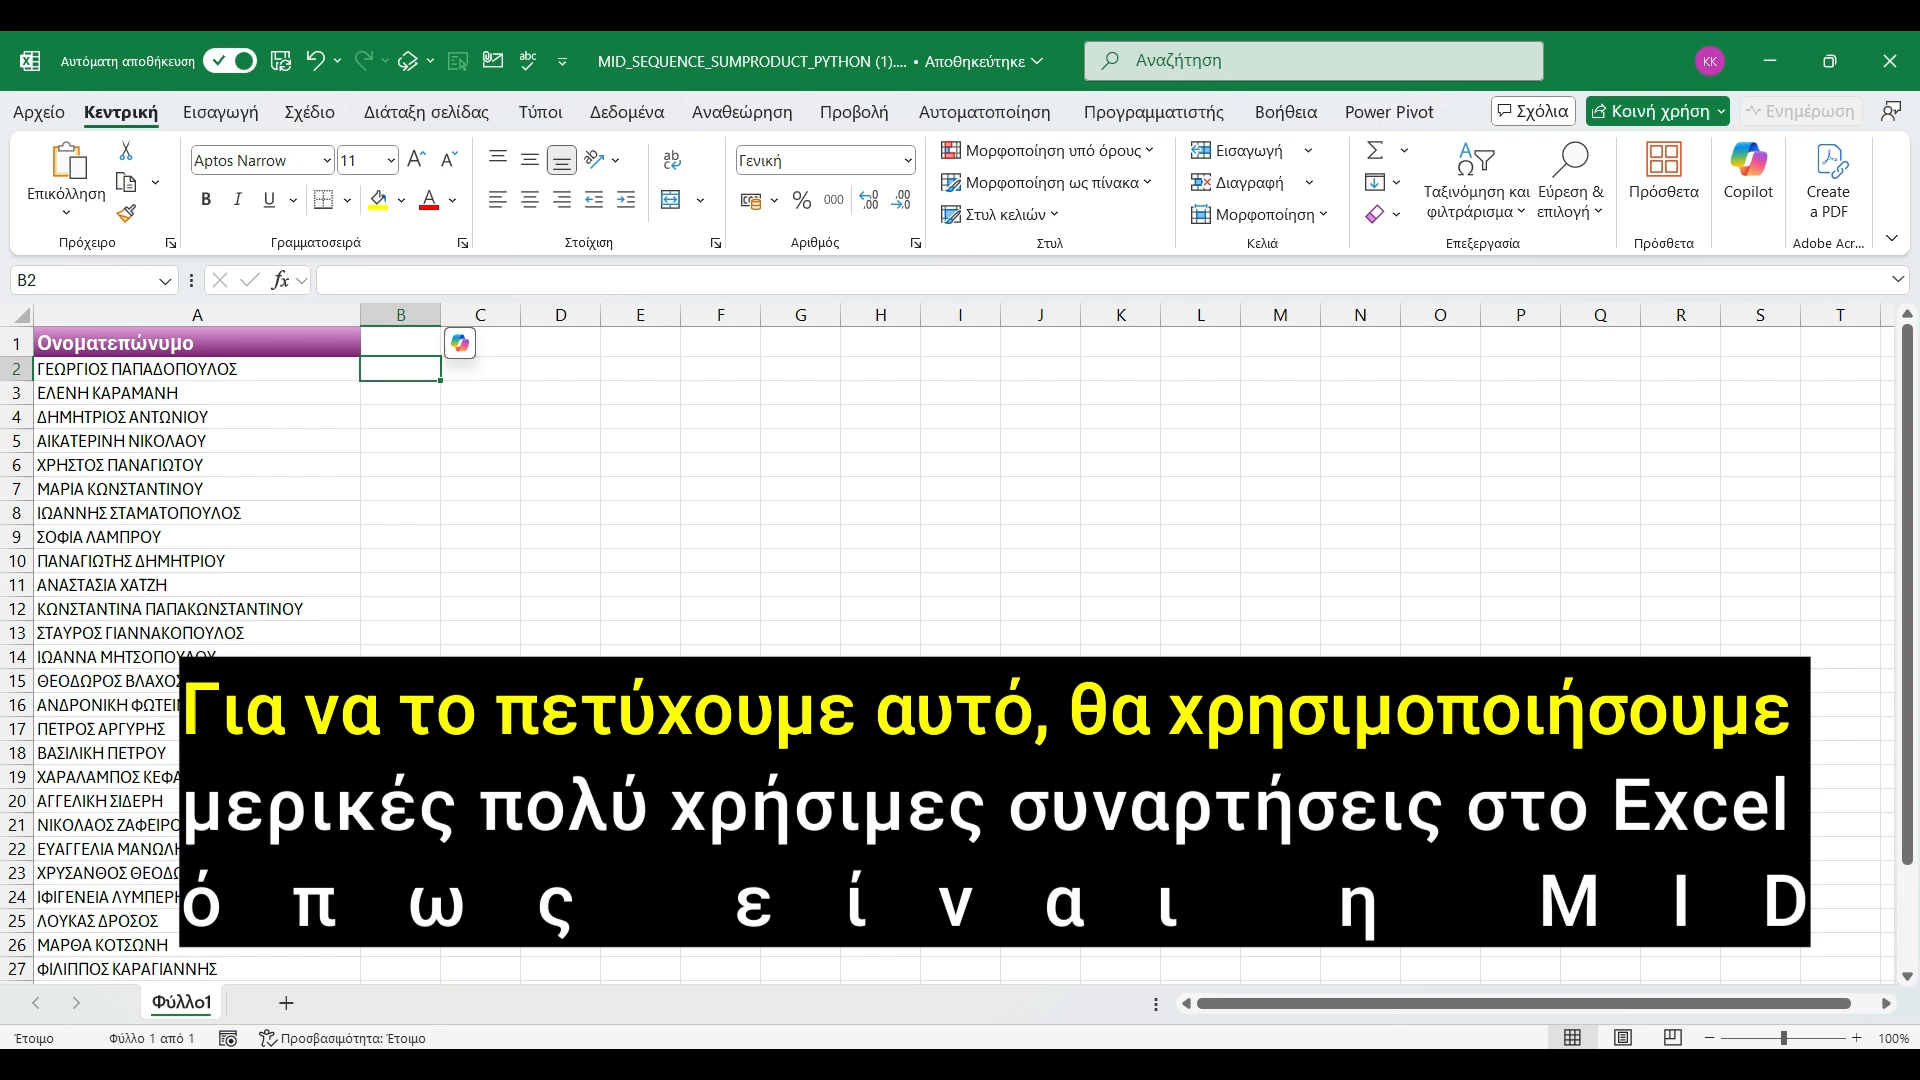 Αυτόματη αποθήκευση
MID_SEQUENCE_SUMPRODUCT_PYTHON (1).... • Αποθηκεύτηκε
Αναζήτηση
KK
Αρχείο Κεντρική Εισαγωγή Σχέδιο Διάταξη σελίδας Τύποι Δεδομένα Αναθεώρηση Προβολή Αυτοματοποίηση Προγραμματιστής Βοήθεια Power Pivot
Σχόλια Κοινή χρήση Ενημέρωση
Επικόλληση
Πρόχειρο
Aptos Narrow 11
B I U
Γραμματοσειρά
Στοίχιση
Γενική
% 000
Αριθμός
Μορφοποίηση υπό όρους
Μορφοποίηση ως πίνακα
Στυλ κελιών
Στυλ
Εισαγωγή
Διαγραφή
Μορφοποίηση
Κελιά
Ταξινόμηση και φιλτράρισμα
Εύρεση & επιλογή
Επεξεργασία
Πρόσθετα
Πρόσθετα
Copilot
Create a PDF
Adobe Acr...
B2
fx
A B C D E F G H I J K L M N O P Q R S T
1 Ονοματεπώνυμο
2 ΓΕΩΡΓΙΟΣ ΠΑΠΑΔΟΠΟΥΛΟΣ
3 ΕΛΕΝΗ ΚΑΡΑΜΑΝΗ
4 ΔΗΜΗΤΡΙΟΣ ΑΝΤΩΝΙΟΥ
5 ΑΙΚΑΤΕΡΙΝΗ ΝΙΚΟΛΑΟΥ
6 ΧΡΗΣΤΟΣ ΠΑΝΑΓΙΩΤΟΥ
7 ΜΑΡΙΑ ΚΩΝΣΤΑΝΤΙΝΟΥ
8 ΙΩΑΝΝΗΣ ΣΤΑΜΑΤΟΠΟΥΛΟΣ
9 ΣΟΦΙΑ ΛΑΜΠΡΟΥ
10 ΠΑΝΑΓΙΩΤΗΣ ΔΗΜΗΤΡΙΟΥ
11 ΑΝΑΣΤΑΣΙΑ ΧΑΤΖΗ
12 ΚΩΝΣΤΑΝΤΙΝΑ ΠΑΠΑΚΩΝΣΤΑΝΤΙΝΟΥ
13 ΣΤΑΥΡΟΣ ΓΙΑΝΝΑΚΟΠΟΥΛΟΣ
14 ΙΩΑΝΝΑ ΜΗΤΣΟΠΟΥΛΟΥ
15 ΘΕΟΔΩΡΟΣ ΒΛΑΧΟΣ
16 ΑΝΔΡΟΝΙΚΗ ΦΩΤΕΙ
17 ΠΕΤΡΟΣ ΑΡΓΥΡΗΣ
18 ΒΑΣΙΛΙΚΗ ΠΕΤΡΟΥ
19 ΧΑΡΑΛΑΜΠΟΣ ΚΕΦΑ
20 ΑΓΓΕΛΙΚΗ ΣΙΔΕΡΗ
21 ΝΙΚΟΛΑΟΣ ΖΑΦΕΙΡΟ
22 ΕΥΑΓΓΕΛΙΑ ΜΑΝΩΛ
23 ΧΡΥΣΑΝΘΟΣ ΘΕΟΔ
24 ΙΦΙΓΕΝΕΙΑ ΛΥΜΠΕΡ
25 ΛΟΥΚΑΣ ΔΡΟΣΟΣ
26 ΜΑΡΘΑ ΚΟΤΣΩΝΗ
27 ΦΙΛΙΠΠΟΣ ΚΑΡΑΓΙΑΝΝΗΣ
Για να το πετύχουμε αυτό, θα χρησιμοποιήσουμε
μερικές πολύ χρήσιμες συναρτήσεις στο Excel
όπως είναι η MID
Φύλλο1
Έτοιμο Φύλλο 1 από 1 Προσβασιμότητα: Έτοιμο 100%